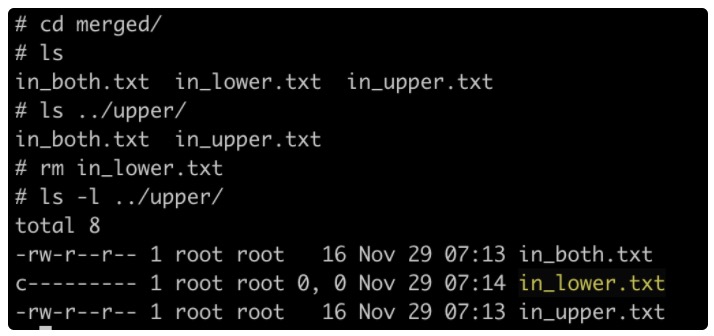 # cd merged/
# ls
in_both.txt  in_lower.txt  in_upper.txt
# ls ../upper/
in_both.txt  in_upper.txt
# rm in_lower.txt
# ls -l ../upper/
total 8
-rw-r--r-- 1 root root   16 Nov 29 07:13 in_both.txt
c--------- 1 root root 0, 0 Nov 29 07:14 in_lower.txt
-rw-r--r-- 1 root root   16 Nov 29 07:13 in_upper.txt